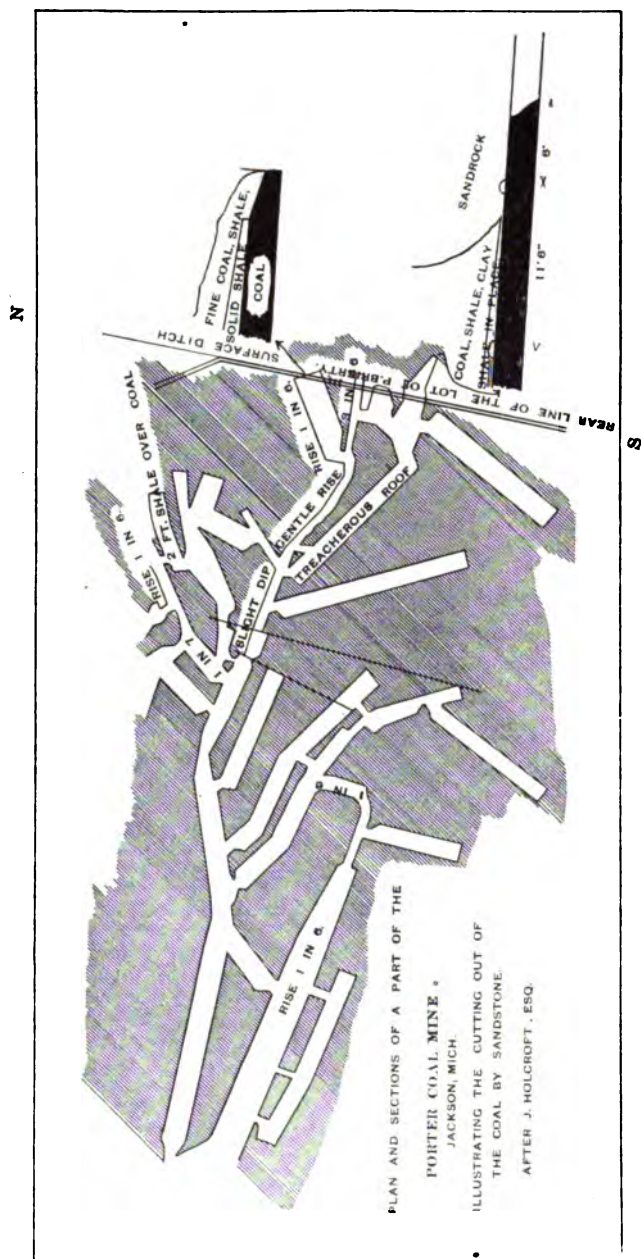 N
S
PLAN AND SECTIONS OF A PART OF THE
PORTER COAL MINE
JACKSON, MICH.
ILLUSTRATING THE CUTTING OUT OF
THE COAL BY SANDSTONE.
AFTER J. HOLCROFT, ESQ.
RISE 1 IN 6.
1 IN 6
1 IN 7
RISE 1 IN 6.
2 FT. SHALE OVER COAL
SLIGHT DIP
GENTLE RISE
TREACHEROUS ROOF
RISE 1 IN 6.
3 IN 6
SURFACE DITCH
REAR LINE OF THE LOT OF P.
FINE COAL, SHALE,
SOLID SHALE
COAL
SANDROCK
COAL, SHALE, CLAY
SHALE IN PLACE
V
11'6"
X
6'